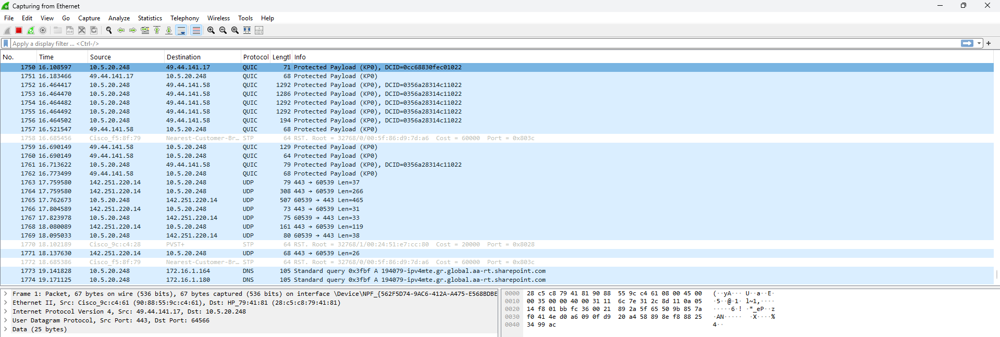 Capturing from Ethernet
File Edit View Go Capture Analyze Statistics Telephony Wireless Tools Help
Apply a display filter ... <Ctrl-/>
No. Time Source Destination Protocol Lengtl Info
1750 16.108597 10.5.20.248 49.44.141.17 QUIC 71 Protected Payload (KP0), DCID=0cc68830fec01022
1751 16.183466 49.44.141.17 10.5.20.248 QUIC 68 Protected Payload (KP0)
1752 16.464417 10.5.20.248 49.44.141.58 QUIC 1292 Protected Payload (KP0), DCID=0356a28314c11022
1753 16.464470 10.5.20.248 49.44.141.58 QUIC 1286 Protected Payload (KP0), DCID=0356a28314c11022
1754 16.464482 10.5.20.248 49.44.141.58 QUIC 1292 Protected Payload (KP0), DCID=0356a28314c11022
1755 16.464492 10.5.20.248 49.44.141.58 QUIC 1292 Protected Payload (KP0), DCID=0356a28314c11022
1756 16.464502 10.5.20.248 49.44.141.58 QUIC 194 Protected Payload (KP0), DCID=0356a28314c11022
1757 16.521547 49.44.141.58 10.5.20.248 QUIC 68 Protected Payload (KP0)
1758 16.685456 Cisco_f5:8f:79 Nearest-Customer-Br… STP 64 RST. Root = 32768/0/00:5f:86:d9:7d:a6 Cost = 60000 Port = 0x803c
1759 16.690149 49.44.141.58 10.5.20.248 QUIC 129 Protected Payload (KP0)
1760 16.690149 49.44.141.58 10.5.20.248 QUIC 64 Protected Payload (KP0)
1761 16.713622 10.5.20.248 49.44.141.58 QUIC 79 Protected Payload (KP0), DCID=0356a28314c11022
1762 16.773499 49.44.141.58 10.5.20.248 QUIC 68 Protected Payload (KP0)
1763 17.759580 142.251.220.14 10.5.20.248 UDP 79 443 → 60539 Len=37
1764 17.759580 142.251.220.14 10.5.20.248 UDP 308 443 → 60539 Len=266
1765 17.762673 10.5.20.248 142.251.220.14 UDP 507 60539 → 443 Len=465
1766 17.804589 142.251.220.14 10.5.20.248 UDP 73 443 → 60539 Len=31
1767 17.823978 10.5.20.248 142.251.220.14 UDP 75 60539 → 443 Len=33
1768 18.080089 142.251.220.14 10.5.20.248 UDP 161 443 → 60539 Len=119
1769 18.095033 10.5.20.248 142.251.220.14 UDP 80 60539 → 443 Len=38
1770 18.102189 Cisco_9c:c4:28 PVST+ STP 64 RST. Root = 32768/1/00:24:51:e7:cc:80 Cost = 20000 Port = 0x8028
1771 18.137630 142.251.220.14 10.5.20.248 UDP 68 443 → 60539 Len=26
1772 18.685386 Cisco_f5:8f:79 Nearest-Customer-Br… STP 64 RST. Root = 32768/0/00:5f:86:d9:7d:a6 Cost = 60000 Port = 0x803c
1773 19.141828 10.5.20.248 172.16.1.164 DNS 105 Standard query 0x3fbf A 194079-ipv4mte.gr.global.aa-rt.sharepoint.com
1774 19.171125 10.5.20.248 172.16.1.180 DNS 105 Standard query 0x3fbf A 194079-ipv4mte.gr.global.aa-rt.sharepoint.com
Frame 1: Packet, 67 bytes on wire (536 bits), 67 bytes captured (536 bits) on interface \Device\NPF_{562F5D74-9AC6-412A-A475-E568BDBE
Ethernet II, Src: Cisco_9c:c4:61 (90:88:55:9c:c4:61), Dst: HP_79:41:81 (28:c5:c8:79:41:81)
Internet Protocol Version 4, Src: 49.44.141.17, Dst: 10.5.20.248
User Datagram Protocol, Src Port: 443, Dst Port: 64566
Data (25 bytes)
0000 28 c5 c8 79 41 81 90 88 55 9c c4 61 08 00 45 00 (··yA··· U··a··E·
0010 00 35 00 00 40 00 31 11 6c 7e 31 2c 8d 11 0a 05 ·5··@·1· l~1,····
0020 14 f8 01 bb fc 36 00 21 89 2a 5f 65 50 9b 85 7a ·····6·! ·*_eP··z
0030 f0 41 4e d0 a6 09 0f d9 20 a4 58 89 8e f8 88 25 ·AN····· ·X····%
0040 34 99 ac 4··